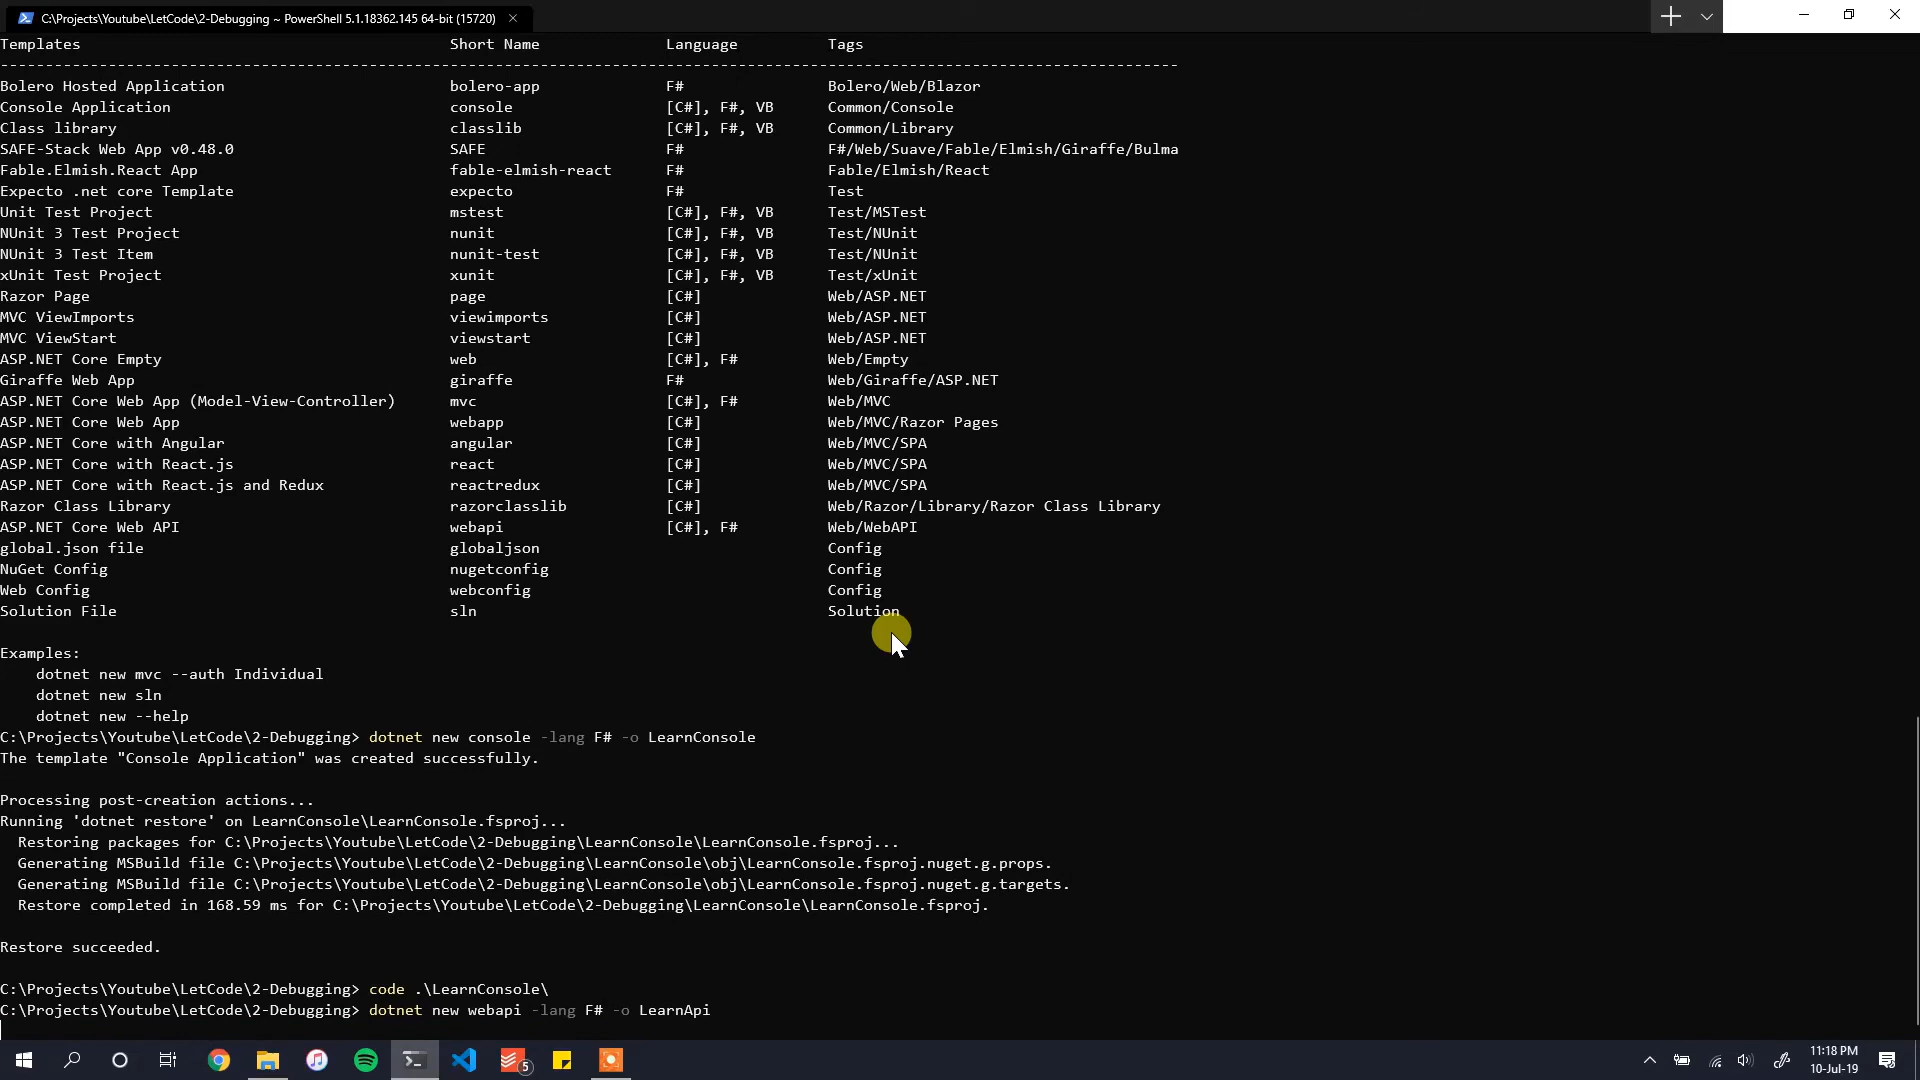 C:\Projects\Youtube\LetCode\2-Debugging ~ PowerShell 5.1.18362.145 64-bit (15720)
Templates Short Name Language Tags
-----------------------------------------------------------------------------------------------------------------------------------
Bolero Hosted Application bolero-app F# Bolero/Web/Blazor
Console Application console [C#], F#, VB Common/Console
Class library classlib [C#], F#, VB Common/Library
SAFE-Stack Web App v0.48.0 SAFE F# F#/Web/Suave/Fable/Elmish/Giraffe/Bulma
Fable.Elmish.React App fable-elmish-react F# Fable/Elmish/React
Expecto .net core Template expecto F# Test
Unit Test Project mstest [C#], F#, VB Test/MSTest
NUnit 3 Test Project nunit [C#], F#, VB Test/NUnit
NUnit 3 Test Item nunit-test [C#], F#, VB Test/NUnit
xUnit Test Project xunit [C#], F#, VB Test/xUnit
Razor Page page [C#] Web/ASP.NET
MVC ViewImports viewimports [C#] Web/ASP.NET
MVC ViewStart viewstart [C#] Web/ASP.NET
ASP.NET Core Empty web [C#], F# Web/Empty
Giraffe Web App giraffe F# Web/Giraffe/ASP.NET
ASP.NET Core Web App (Model-View-Controller) mvc [C#], F# Web/MVC
ASP.NET Core Web App webapp [C#] Web/MVC/Razor Pages
ASP.NET Core with Angular angular [C#] Web/MVC/SPA
ASP.NET Core with React.js react [C#] Web/MVC/SPA
ASP.NET Core with React.js and Redux reactredux [C#] Web/MVC/SPA
Razor Class Library razorclasslib [C#] Web/Razor/Library/Razor Class Library
ASP.NET Core Web API webapi [C#], F# Web/WebAPI
global.json file globaljson Config
NuGet Config nugetconfig Config
Web Config webconfig Config
Solution File sln Solution
Examples:
dotnet new mvc --auth Individual
dotnet new sln
dotnet new --help
C:\Projects\Youtube\LetCode\2-Debugging> dotnet new console -lang F# -o LearnConsole
The template "Console Application" was created successfully.
Processing post-creation actions...
Running 'dotnet restore' on LearnConsole\LearnConsole.fsproj...
Restoring packages for C:\Projects\Youtube\LetCode\2-Debugging\LearnConsole\LearnConsole.fsproj...
Generating MSBuild file C:\Projects\Youtube\LetCode\2-Debugging\LearnConsole\obj\LearnConsole.fsproj.nuget.g.props.
Generating MSBuild file C:\Projects\Youtube\LetCode\2-Debugging\LearnConsole\obj\LearnConsole.fsproj.nuget.g.targets.
Restore completed in 168.59 ms for C:\Projects\Youtube\LetCode\2-Debugging\LearnConsole\LearnConsole.fsproj.
Restore succeeded.
C:\Projects\Youtube\LetCode\2-Debugging> code .\LearnConsole\
C:\Projects\Youtube\LetCode\2-Debugging> dotnet new webapi -lang F# -o LearnApi
5
11:18 PM
10-Jul-19